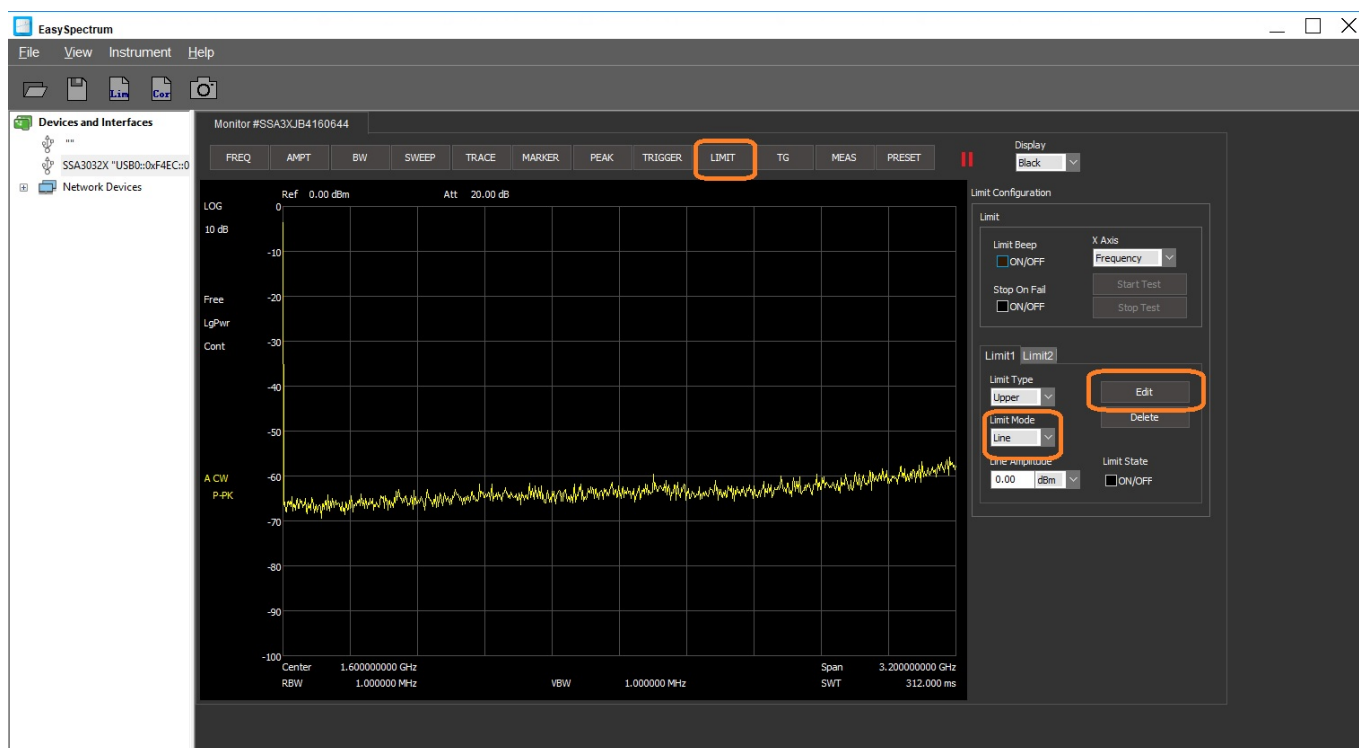 EasySpectrum
File View Instrument Help
Lim Cor
Devices and Interfaces
""
SSA3032X "USB0::0xF4EC::0
Network Devices
Monitor #SSA3XJB4160644
FREQ AMPT BW SWEEP TRACE MARKER PEAK TRIGGER LIMIT TG MEAS PRESET
Display
Black
Ref 0.00 dBm Att 20.00 dB
LOG
10 dB
Free
LgPwr
Cont
A CW
P-PK
0
-10
-20
-30
-40
-50
-60
-70
-80
-90
-100
Center 1.600000000 GHz Span 3.200000000 GHz
RBW 1.000000 MHz VBW 1.000000 MHz SWT 312.000 ms
Limit Configuration
Limit
Limit Beep X Axis
ON/OFF Frequency
Stop On Fail Start Test
ON/OFF Stop Test
Limit1 Limit2
Limit Type
Upper Edit
Limit Mode Delete
Line
Line Amplitude Limit State
0.00 dBm ON/OFF